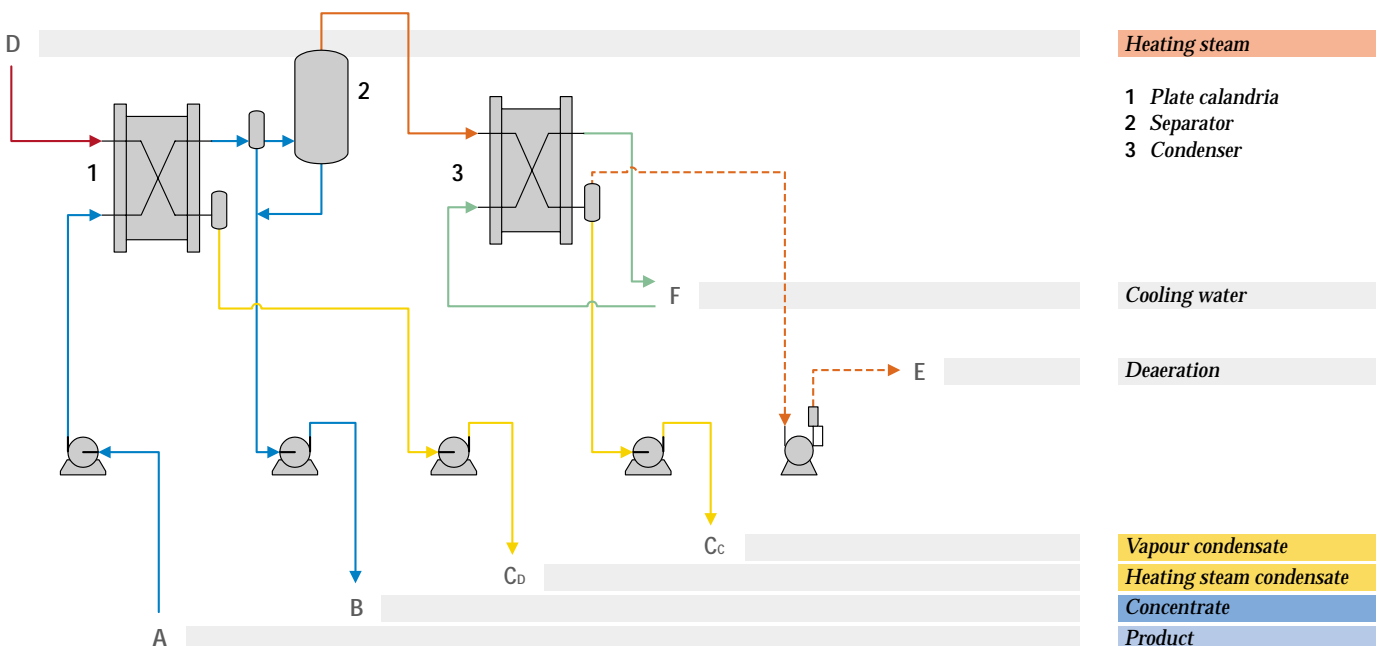 D Heating steam
1 Plate calandria
2 Separator
3 Condenser
2
1
3
F Cooling water
E Deaeration
Cc Vapour condensate
CD Heating steam condensate
B Concentrate
A Product